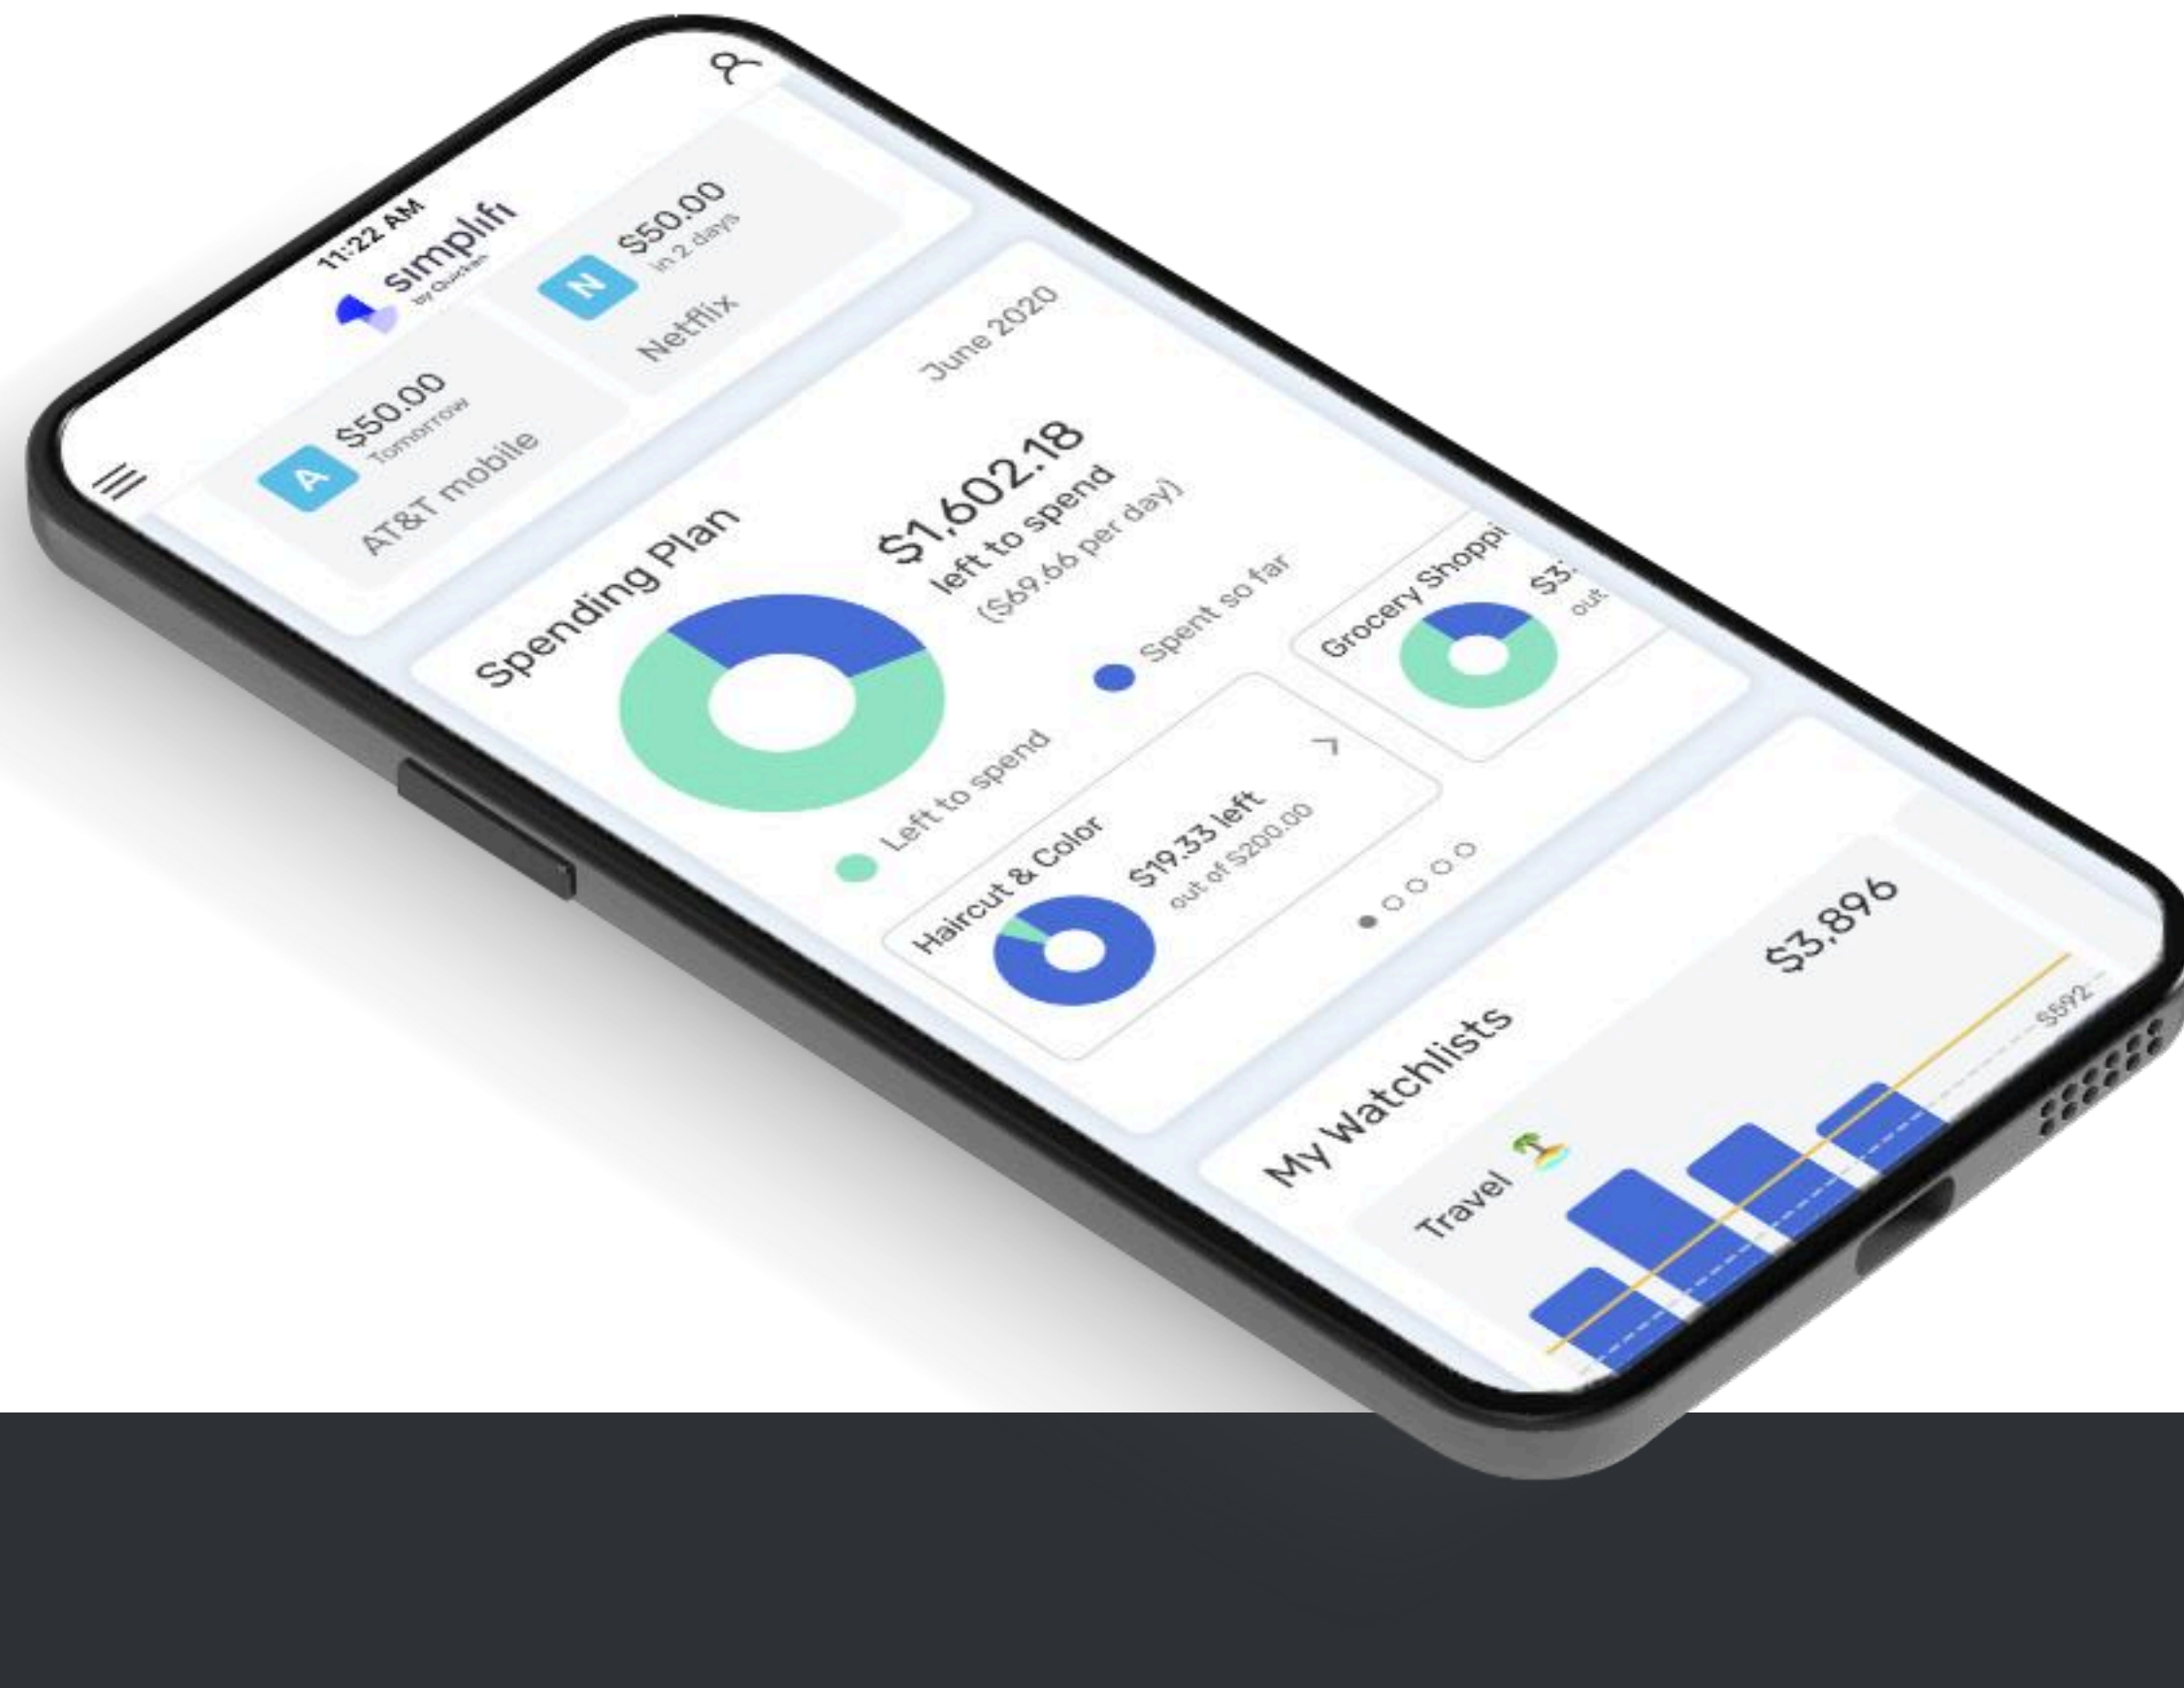 11:22 AM
simplifi
by Quicken
A
$50.00
Tomorrow
AT&T mobile
N
$50.00
in 2 days
Netflix
Spending Plan
June 2020
$1,602.18
left to spend
($69.66 per day)
Left to spend
Spent so far
Haircut & Color
$19.33 left
out of $200.00
Grocery Shoppi
$3
out
My Watchlists
Travel
$3,896
$592